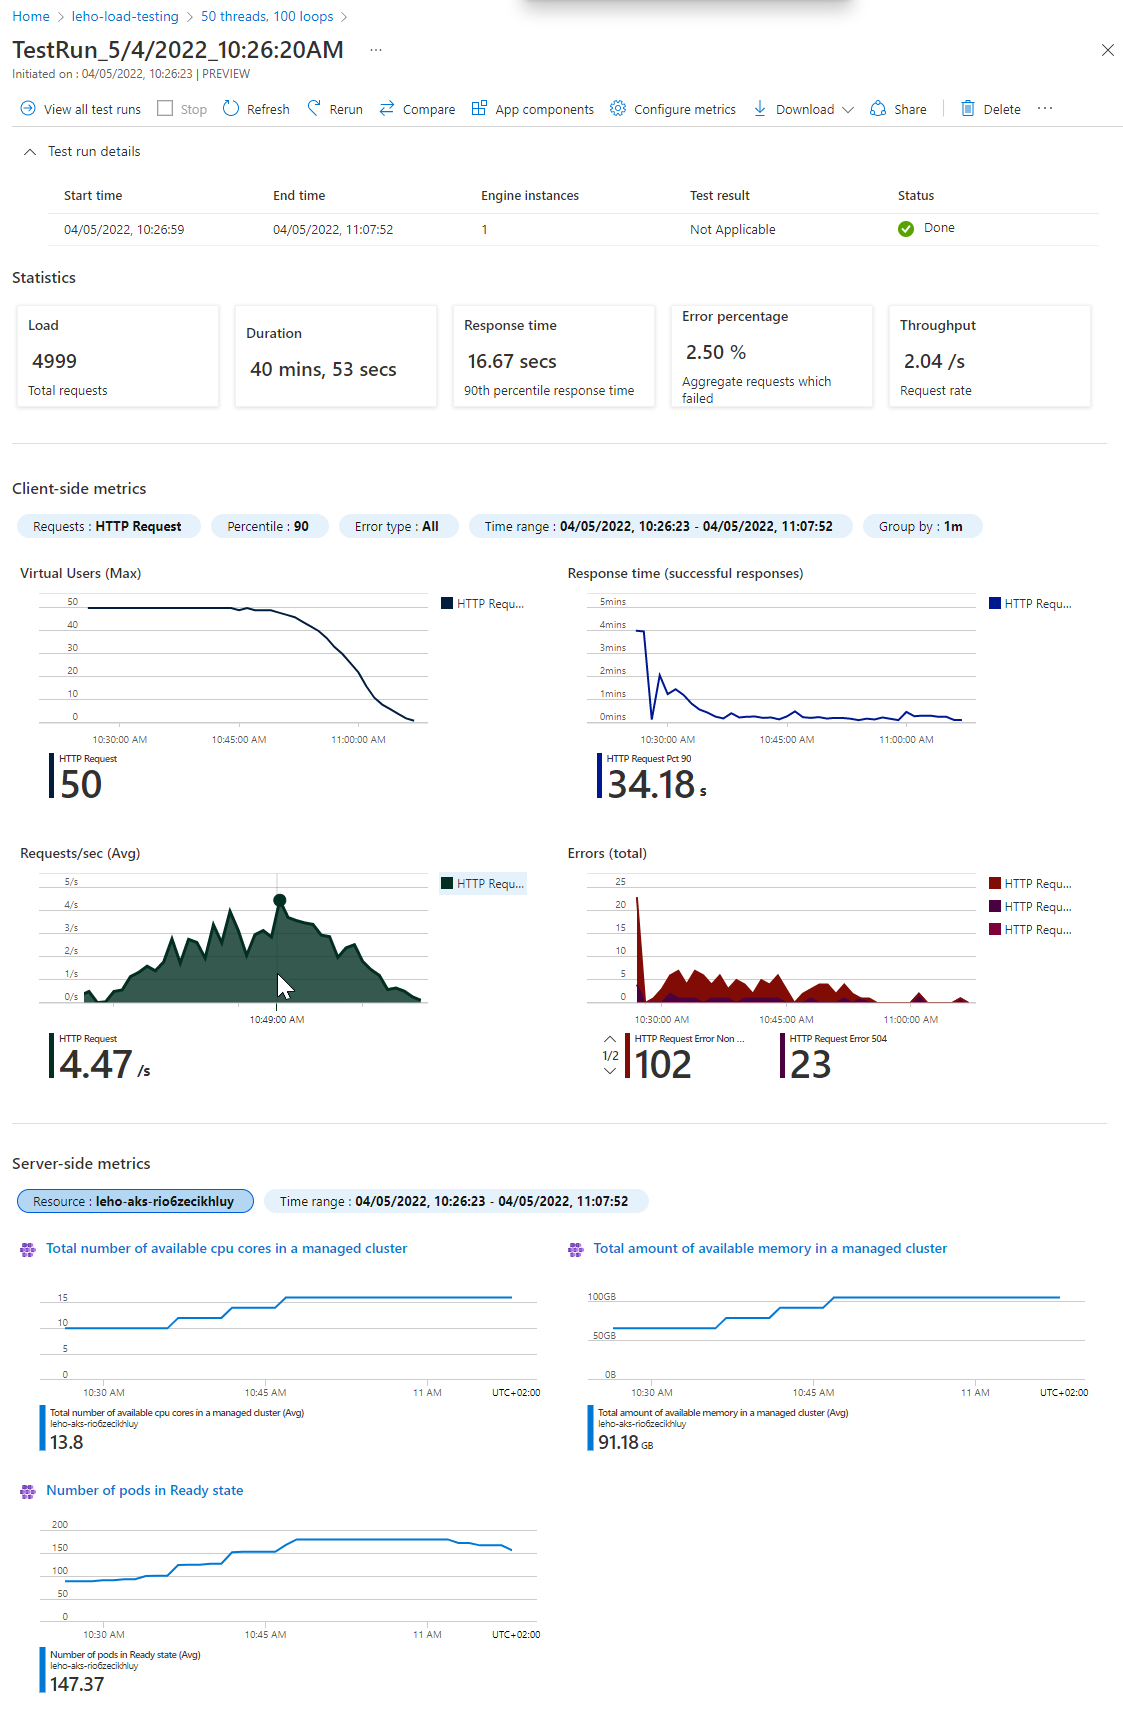 Home > leho-load-testing > 50 threads, 100 loops >
TestRun_5/4/2022_10:26:20AM ...
Initiated on : 04/05/2022, 10:26:23 | PREVIEW
View all test runs Stop Refresh Rerun Compare App components Configure metrics Download Share Delete ...
Test run details
Start time End time Engine instances Test result Status
04/05/2022, 10:26:59 04/05/2022, 11:07:52 1 Not Applicable Done
Statistics
Load
4999
Total requests
Duration
40 mins, 53 secs
Response time
16.67 secs
90th percentile response time
Error percentage
2.50 %
Aggregate requests which
failed
Throughput
2.04 /s
Request rate
Client-side metrics
Requests : HTTP Request Percentile : 90 Error type : All Time range : 04/05/2022, 10:26:23 - 04/05/2022, 11:07:52 Group by : 1m
Virtual Users (Max)
50
40
30
20
10
0
10:30:00 AM 10:45:00 AM 11:00:00 AM
HTTP Requ...
HTTP Request
50
Response time (successful responses)
5mins
4mins
3mins
2mins
1mins
0mins
10:30:00 AM 10:45:00 AM 11:00:00 AM
HTTP Requ...
HTTP Request Pct 90
34.18 s
Requests/sec (Avg)
5/s
4/s
3/s
2/s
1/s
0/s
10:49:00 AM
HTTP Requ...
HTTP Request
4.47 /s
Errors (total)
25
20
15
10
5
0
10:30:00 AM 10:45:00 AM 11:00:00 AM
HTTP Requ...
HTTP Requ...
HTTP Requ...
1/2
HTTP Request Error Non ...
102
HTTP Request Error 504
23
Server-side metrics
Resource : leho-aks-rio6zecikhluy Time range : 04/05/2022, 10:26:23 - 04/05/2022, 11:07:52
Total number of available cpu cores in a managed cluster
15
10
5
0
10:30 AM 10:45 AM 11 AM UTC+02:00
Total number of available cpu cores in a managed cluster (Avg)
leho-aks-rio6zecikhluy
13.8
Total amount of available memory in a managed cluster
100GB
50GB
0B
10:30 AM 10:45 AM 11 AM UTC+02:00
Total amount of available memory in a managed cluster (Avg)
leho-aks-rio6zecikhluy
91.18 GB
Number of pods in Ready state
200
150
100
50
0
10:30 AM 10:45 AM 11 AM UTC+02:00
Number of pods in Ready state (Avg)
leho-aks-rio6zecikhluy
147.37